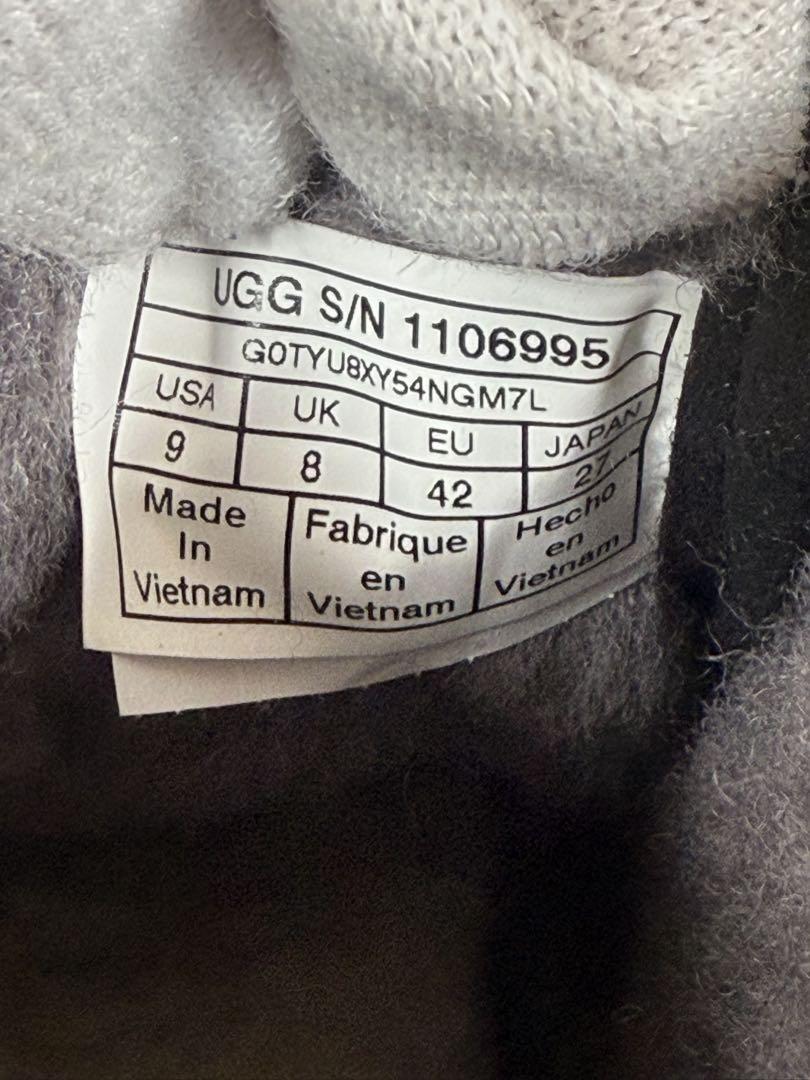 UGG S/N 1106995
G0TYU8XY54NGM7L
USA UK EU JAPAN
9 8 42 27
Made In Vietnam
Fabrique en Vietnam
Hecho en Vietnam